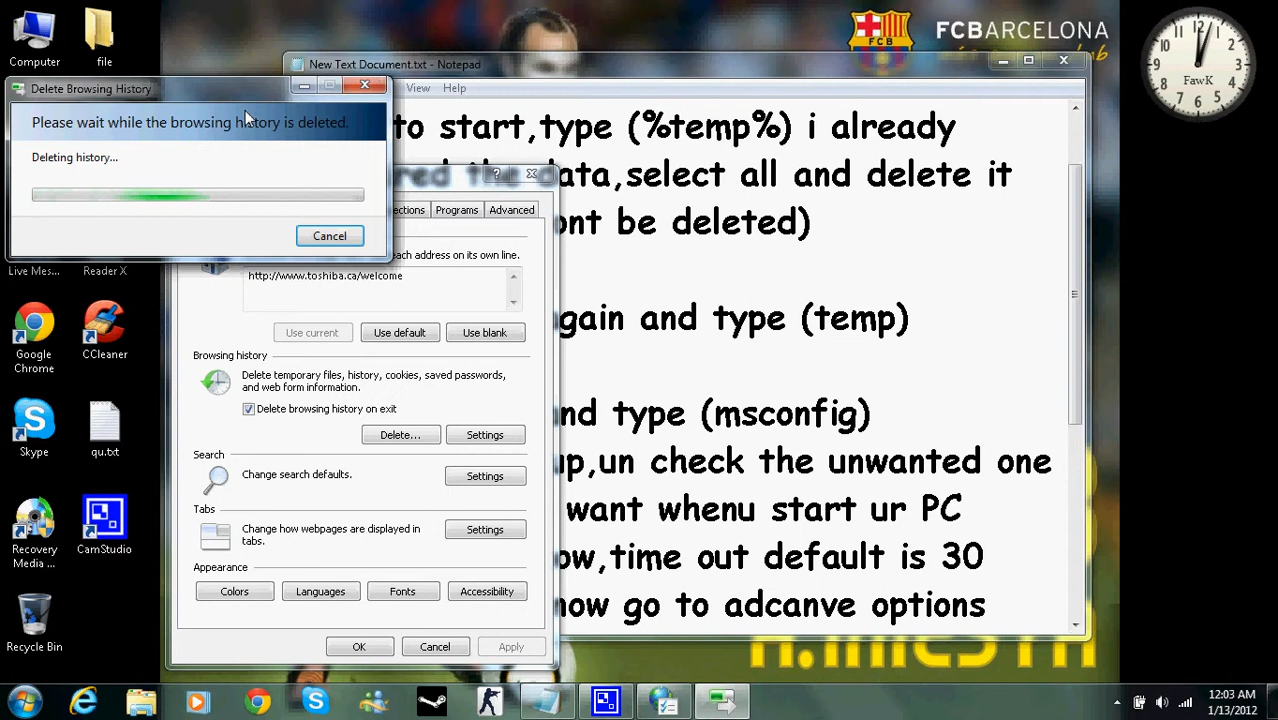 Computer
file
Live Mes...
Reader X
Google
Chrome
CCleaner
Skype
qu.txt
Recovery
Media ...
CamStudio
Recycle Bin
FCB
FCBARCELONA
FawK
New Text Document.txt - Notepad
View Help
to start,type (%temp%) i already
red the data,select all and delete it
ont be deleted)
gain and type (temp)
nd type (msconfig)
up,un check the unwanted one
want whenu start ur PC
ow,time out default is 30
now go to adcanve options
Delete Browsing History
Please wait while the browsing history is deleted.
Deleting history...
Cancel
ections Programs Advanced
each address on its own line.
http://www.toshiba.ca/welcome
Use current Use default Use blank
Browsing history
Delete temporary files, history, cookies, saved passwords,
and web form information.
Delete browsing history on exit
Delete... Settings
Search
Change search defaults.
Settings
Tabs
Change how webpages are displayed in
tabs.
Settings
Appearance
Colors Languages Fonts Accessibility
OK Cancel Apply
12:03 AM
1/13/2012